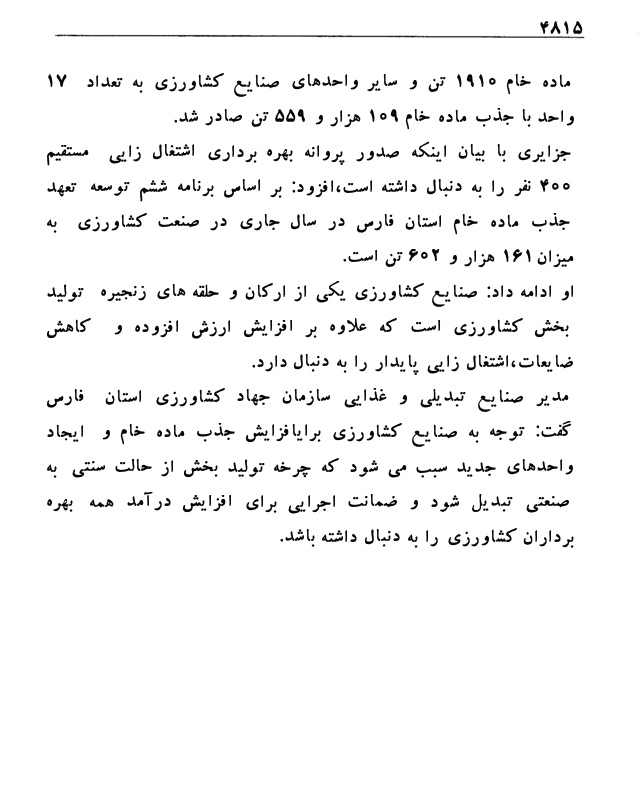 ۴۸۱۵
ماده خام ۱۹۱۰ تن و سایر واحدهای صنایع کشاورزی به تعداد ۱۷
واحد با جذب ماده خام ۱۰۹ هزار و ۵۵۹ تن صادر شد.
جزایری با بیان اینکه صدور پروانه بهره برداری اشتغال زایی مستقیم
۴۰۰ نفر را به دنبال داشته است،افزود: بر اساس برنامه ششم توسعه تعهد
جذب ماده خام استان فارس در سال جاری در صنعت کشاورزی به
میزان ۱۶۱ هزار و ۶۰۲ تن است.
او ادامه داد: صنایع کشاورزی یکی از ارکان و حلقه های زنجیره تولید
بخش کشاورزی است که علاوه بر افزایش ارزش افزوده و کاهش
ضایعات،اشتغال زایی پایدار را به دنبال دارد.
مدیر صنایع تبدیلی و غذایی سازمان جهاد کشاورزی استان فارس
گفت: توجه به صنایع کشاورزی برایافزایش جذب ماده خام و ایجاد
واحدهای جدید سبب می شود که چرخه تولید بخش از حالت سنتی به
صنعتی تبدیل شود و ضمانت اجرایی برای افزایش درآمد همه بهره
برداران کشاورزی را به دنبال داشته باشد.